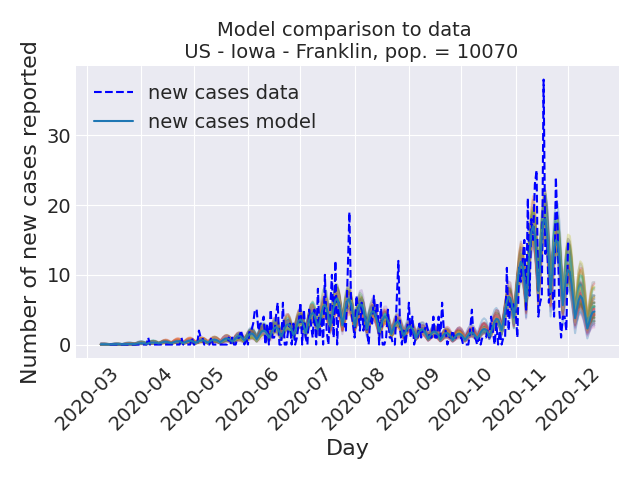 Model comparison to data
US - Iowa - Franklin, pop. = 10070
Number of new cases reported
new cases data
new cases model
30
20
10
0
2020-03
2020-04
2020-05
2020-06
2020-07
2020-08
2020-09
2020-10
2020-11
2020-12
Day